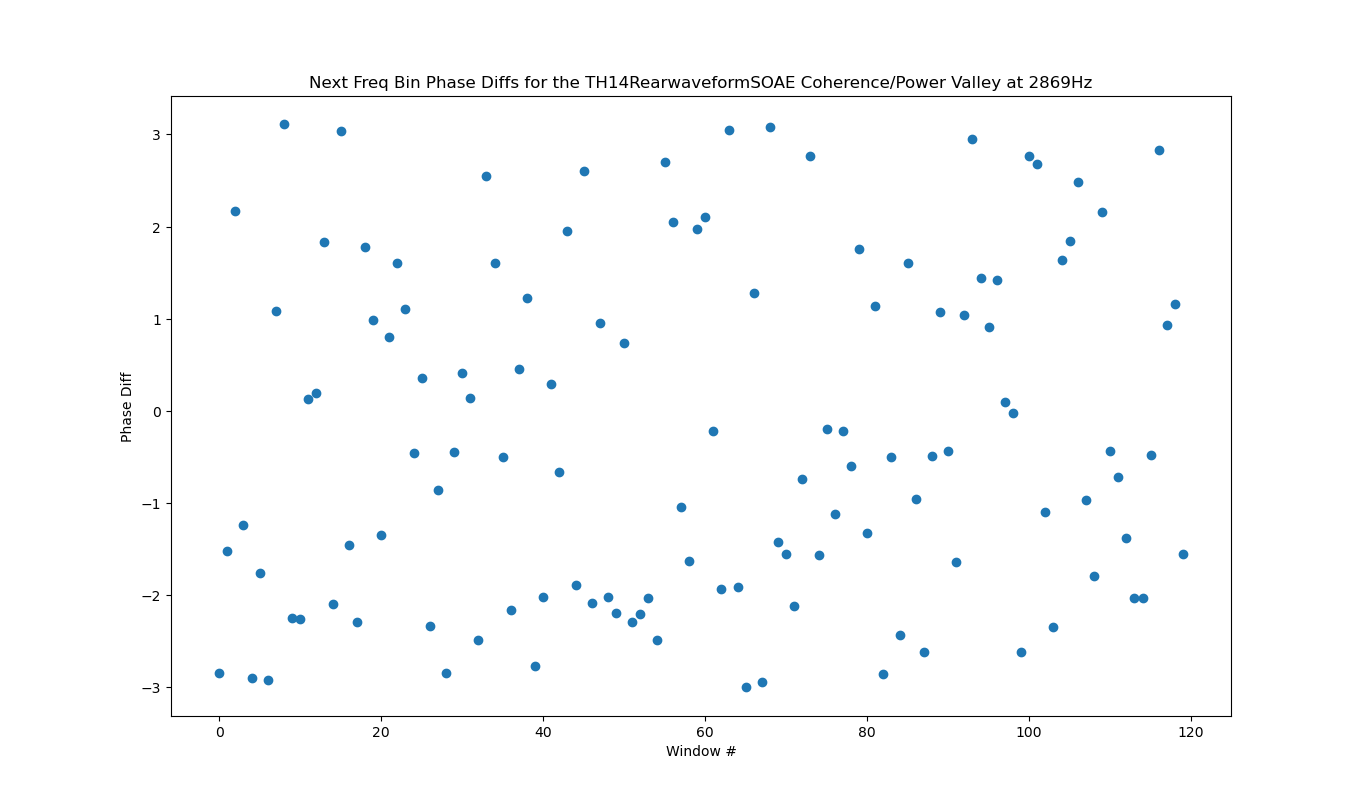 Next Freq Bin Phase Diffs for the TH14RearwaveformSOAE Coherence/Power Valley at 2869Hz
3
2
1
0
−1
−2
−3
Phase Diff
0 20 40 60 80 100 120
Window #